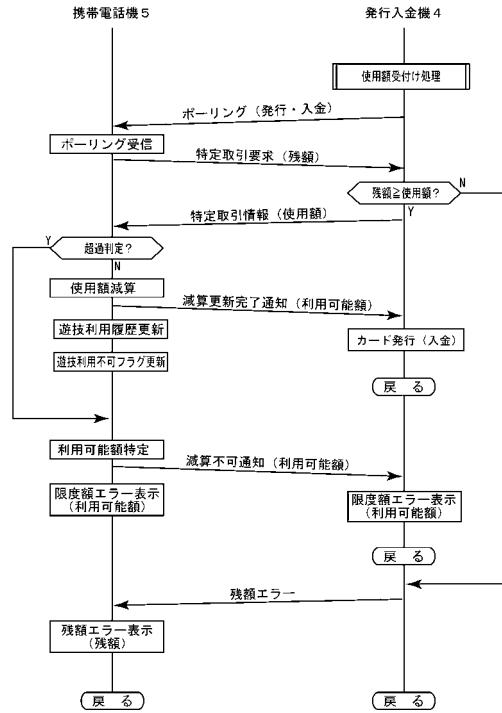 携帯電話機５
発行入金機４
使用額受付け処理
ポーリング（発行・入金）
ポーリング受信
特定取引要求（残額）
残額≧使用額？
N
Y
特定取引情報（使用額）
Y
超過判定？
N
使用額減算
減算更新完了通知（利用可能額）
遊技利用履歴更新
カード発行（入金）
遊技利用不可フラグ更新
戻る
利用可能額特定
減算不可通知（利用可能額）
限度額エラー表示
（利用可能額）
限度額エラー表示
（利用可能額）
戻る
残額エラー
残額エラー表示
（残額）
戻る
戻る